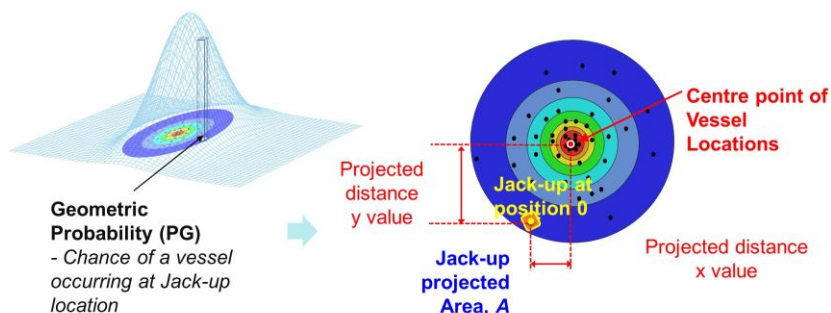 Geometric
Probability (PG)
- Chance of a vessel
occurring at Jack-up
location
Projected
distance
y value
Jack-up at
position 0
Centre point of
Vessel
Locations
Jack-up
projected
Area, A
Projected distance
x value